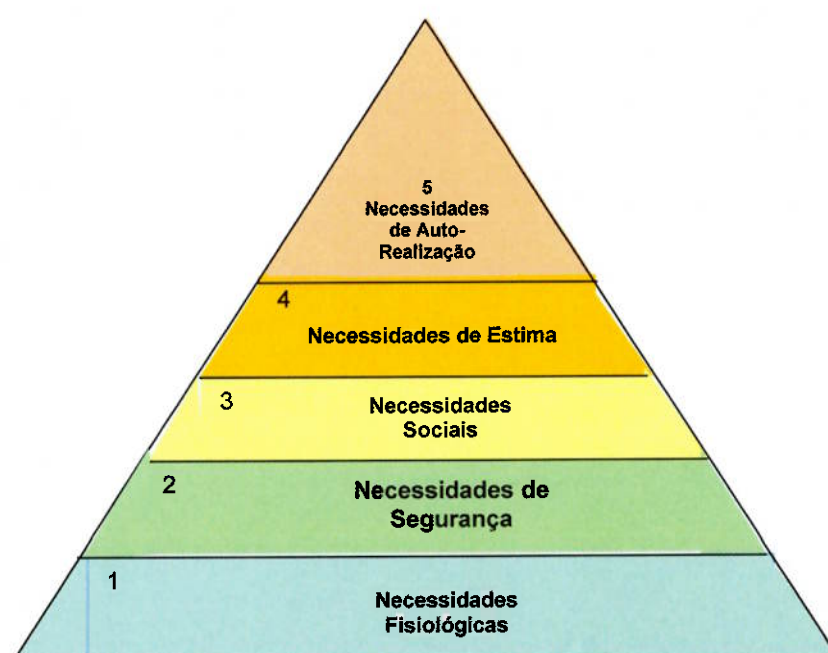 5
Necessidades
de Auto-
Realização
4
Necessidades de Estima
3
Necessidades
Sociais
2
Necessidades de
Segurança
1
Necessidades
Fisiológicas